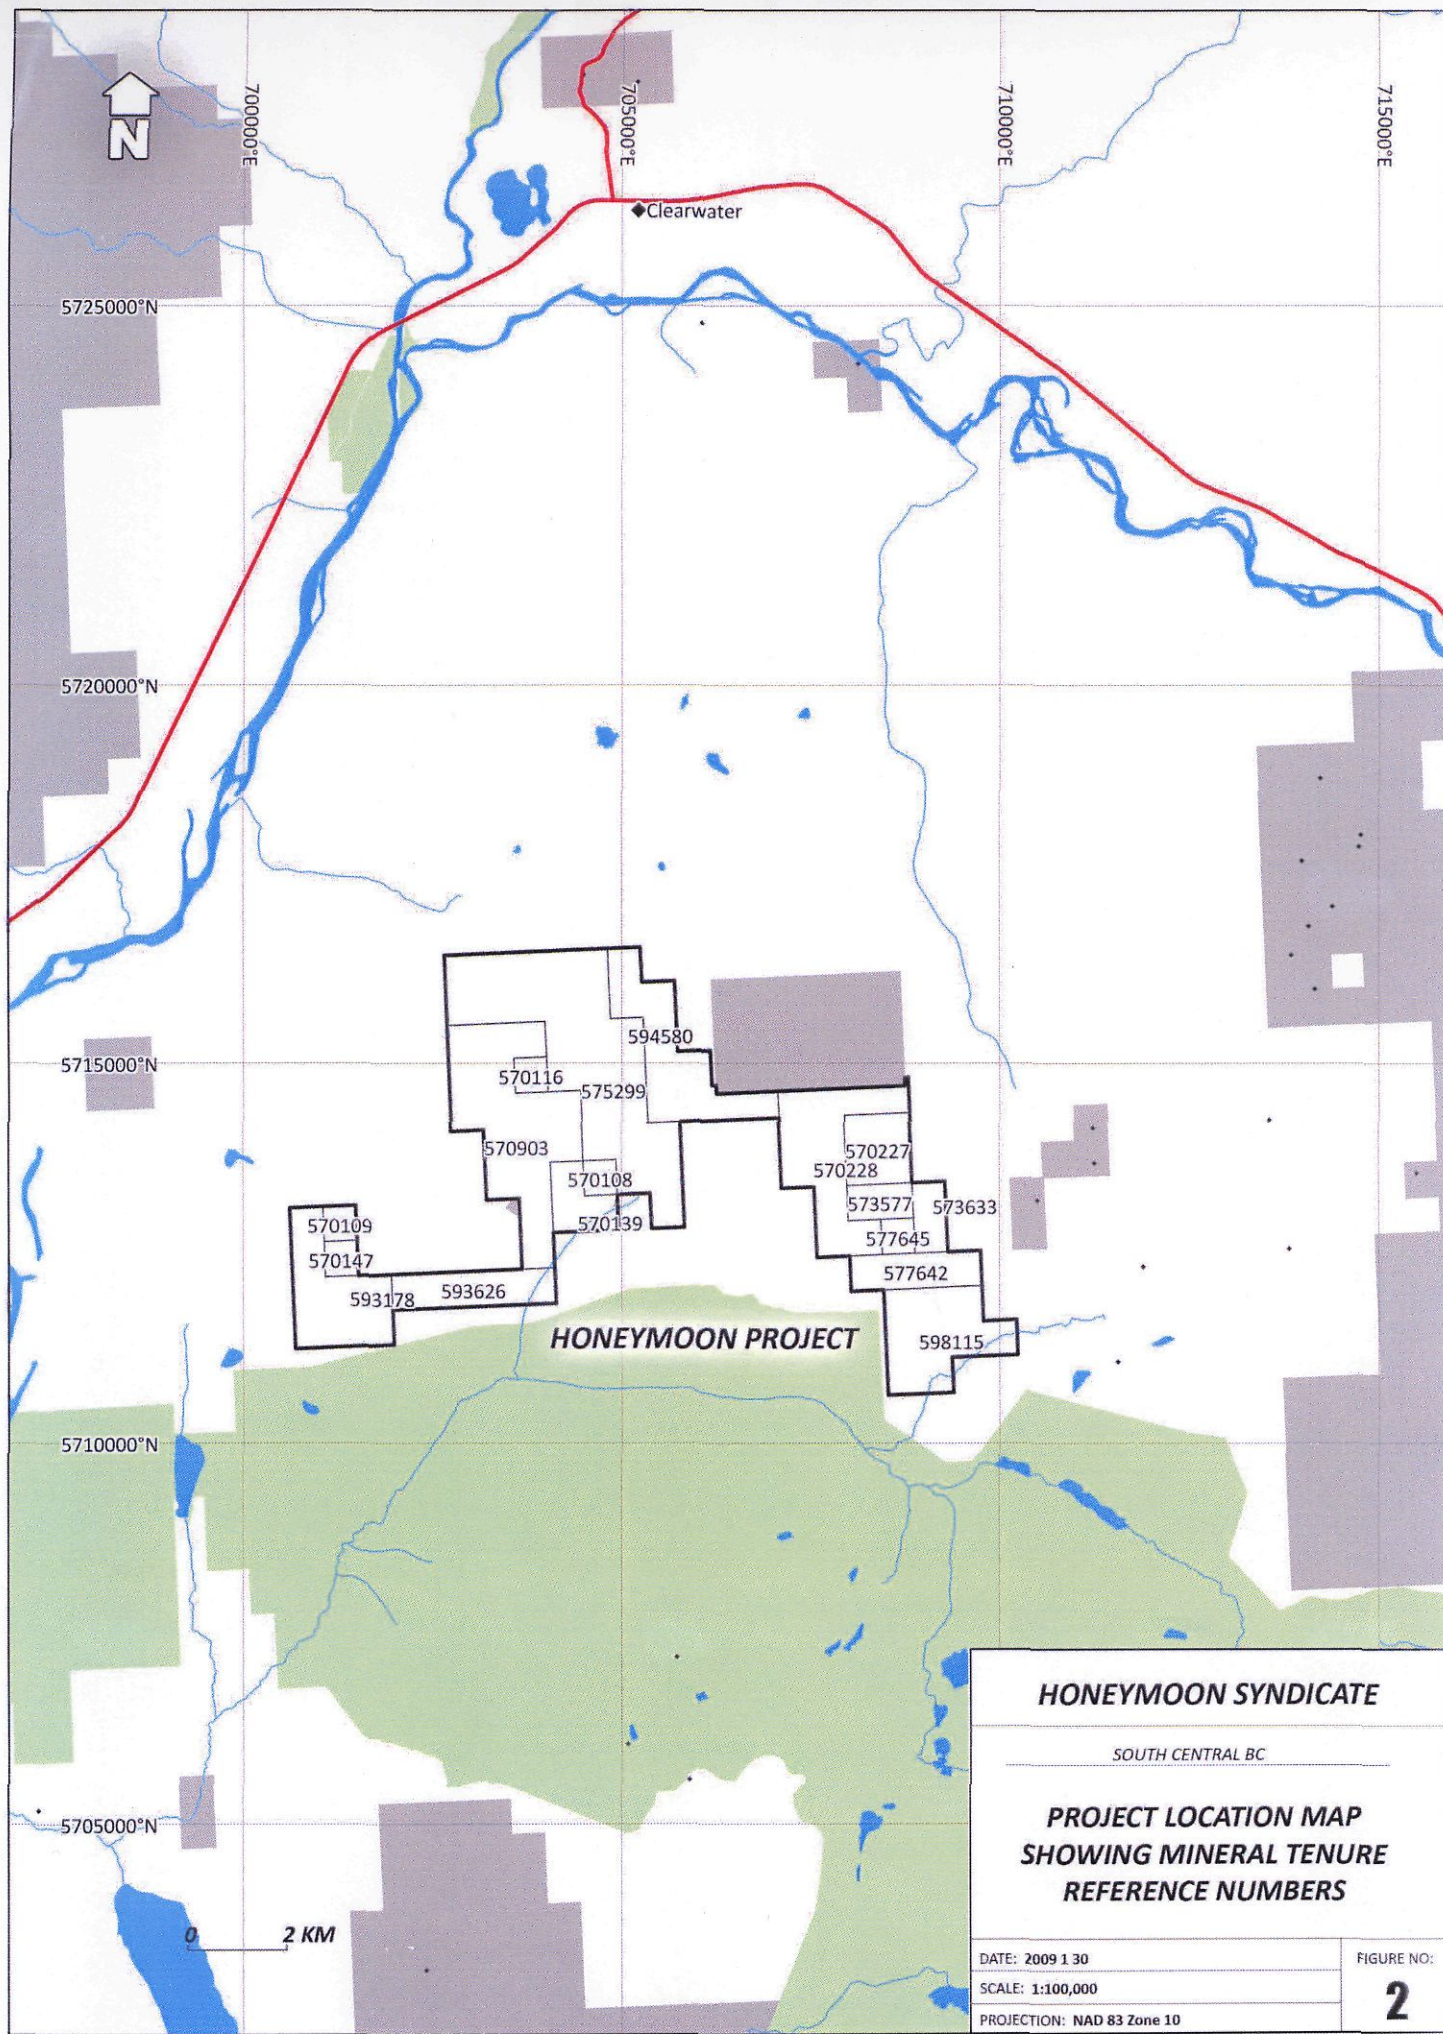 N
700000°E
705000°E
710000°E
715000°E
Clearwater
5725000°N
5720000°N
5715000°N
5710000°N
5705000°N
594580
570116
575299
570903
570108
570139
570109
570147
593178
593626
570227
570228
573577
573633
577645
577642
598115
HONEYMOON PROJECT
0 2 KM
HONEYMOON SYNDICATE
SOUTH CENTRAL BC
PROJECT LOCATION MAP
SHOWING MINERAL TENURE
REFERENCE NUMBERS
DATE: 2009 1 30
SCALE: 1:100,000
PROJECTION: NAD 83 Zone 10
FIGURE NO:
2